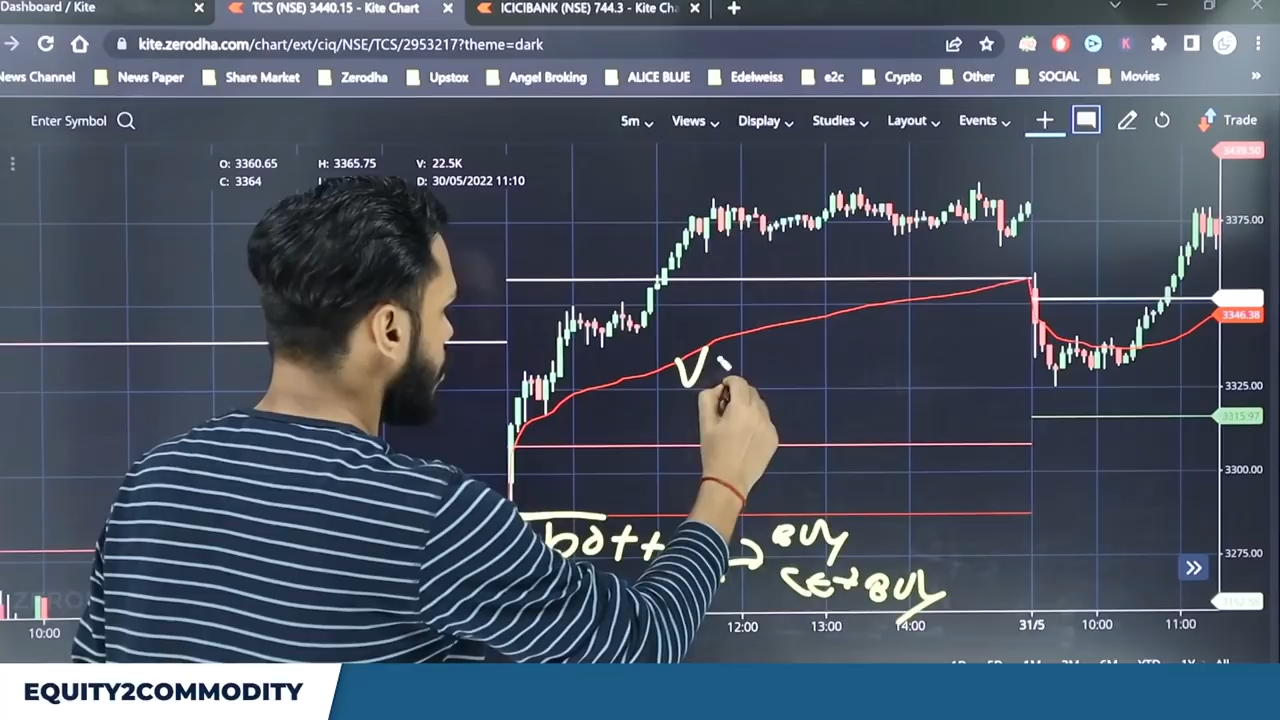 Dashboard / Kite
TCS (NSE) 3440.15 - Kite Chart
ICICIBANK (NSE) 744.3 - Kite Cha
kite.zerodha.com/chart/ext/ciq/NSE/TCS/2953217?theme=dark
News Channel News Paper Share Market Zerodha Upstox Angel Broking ALICE BLUE Edelweiss e2c Crypto Other SOCIAL Movies
Enter Symbol 5m Views Display Studies Layout Events Trade
O: 3360.65 H: 3365.75 V: 22.5K
C: 3364 D: 30/05/2022 11:10
3439.50
3375.00
3346.38
V
3325.00
3315.97
3300.00
BUY
3275.00
BUY
10:00 12:00 13:00 14:00 31/5 10:00 11:00
EQUITY2COMMODITY